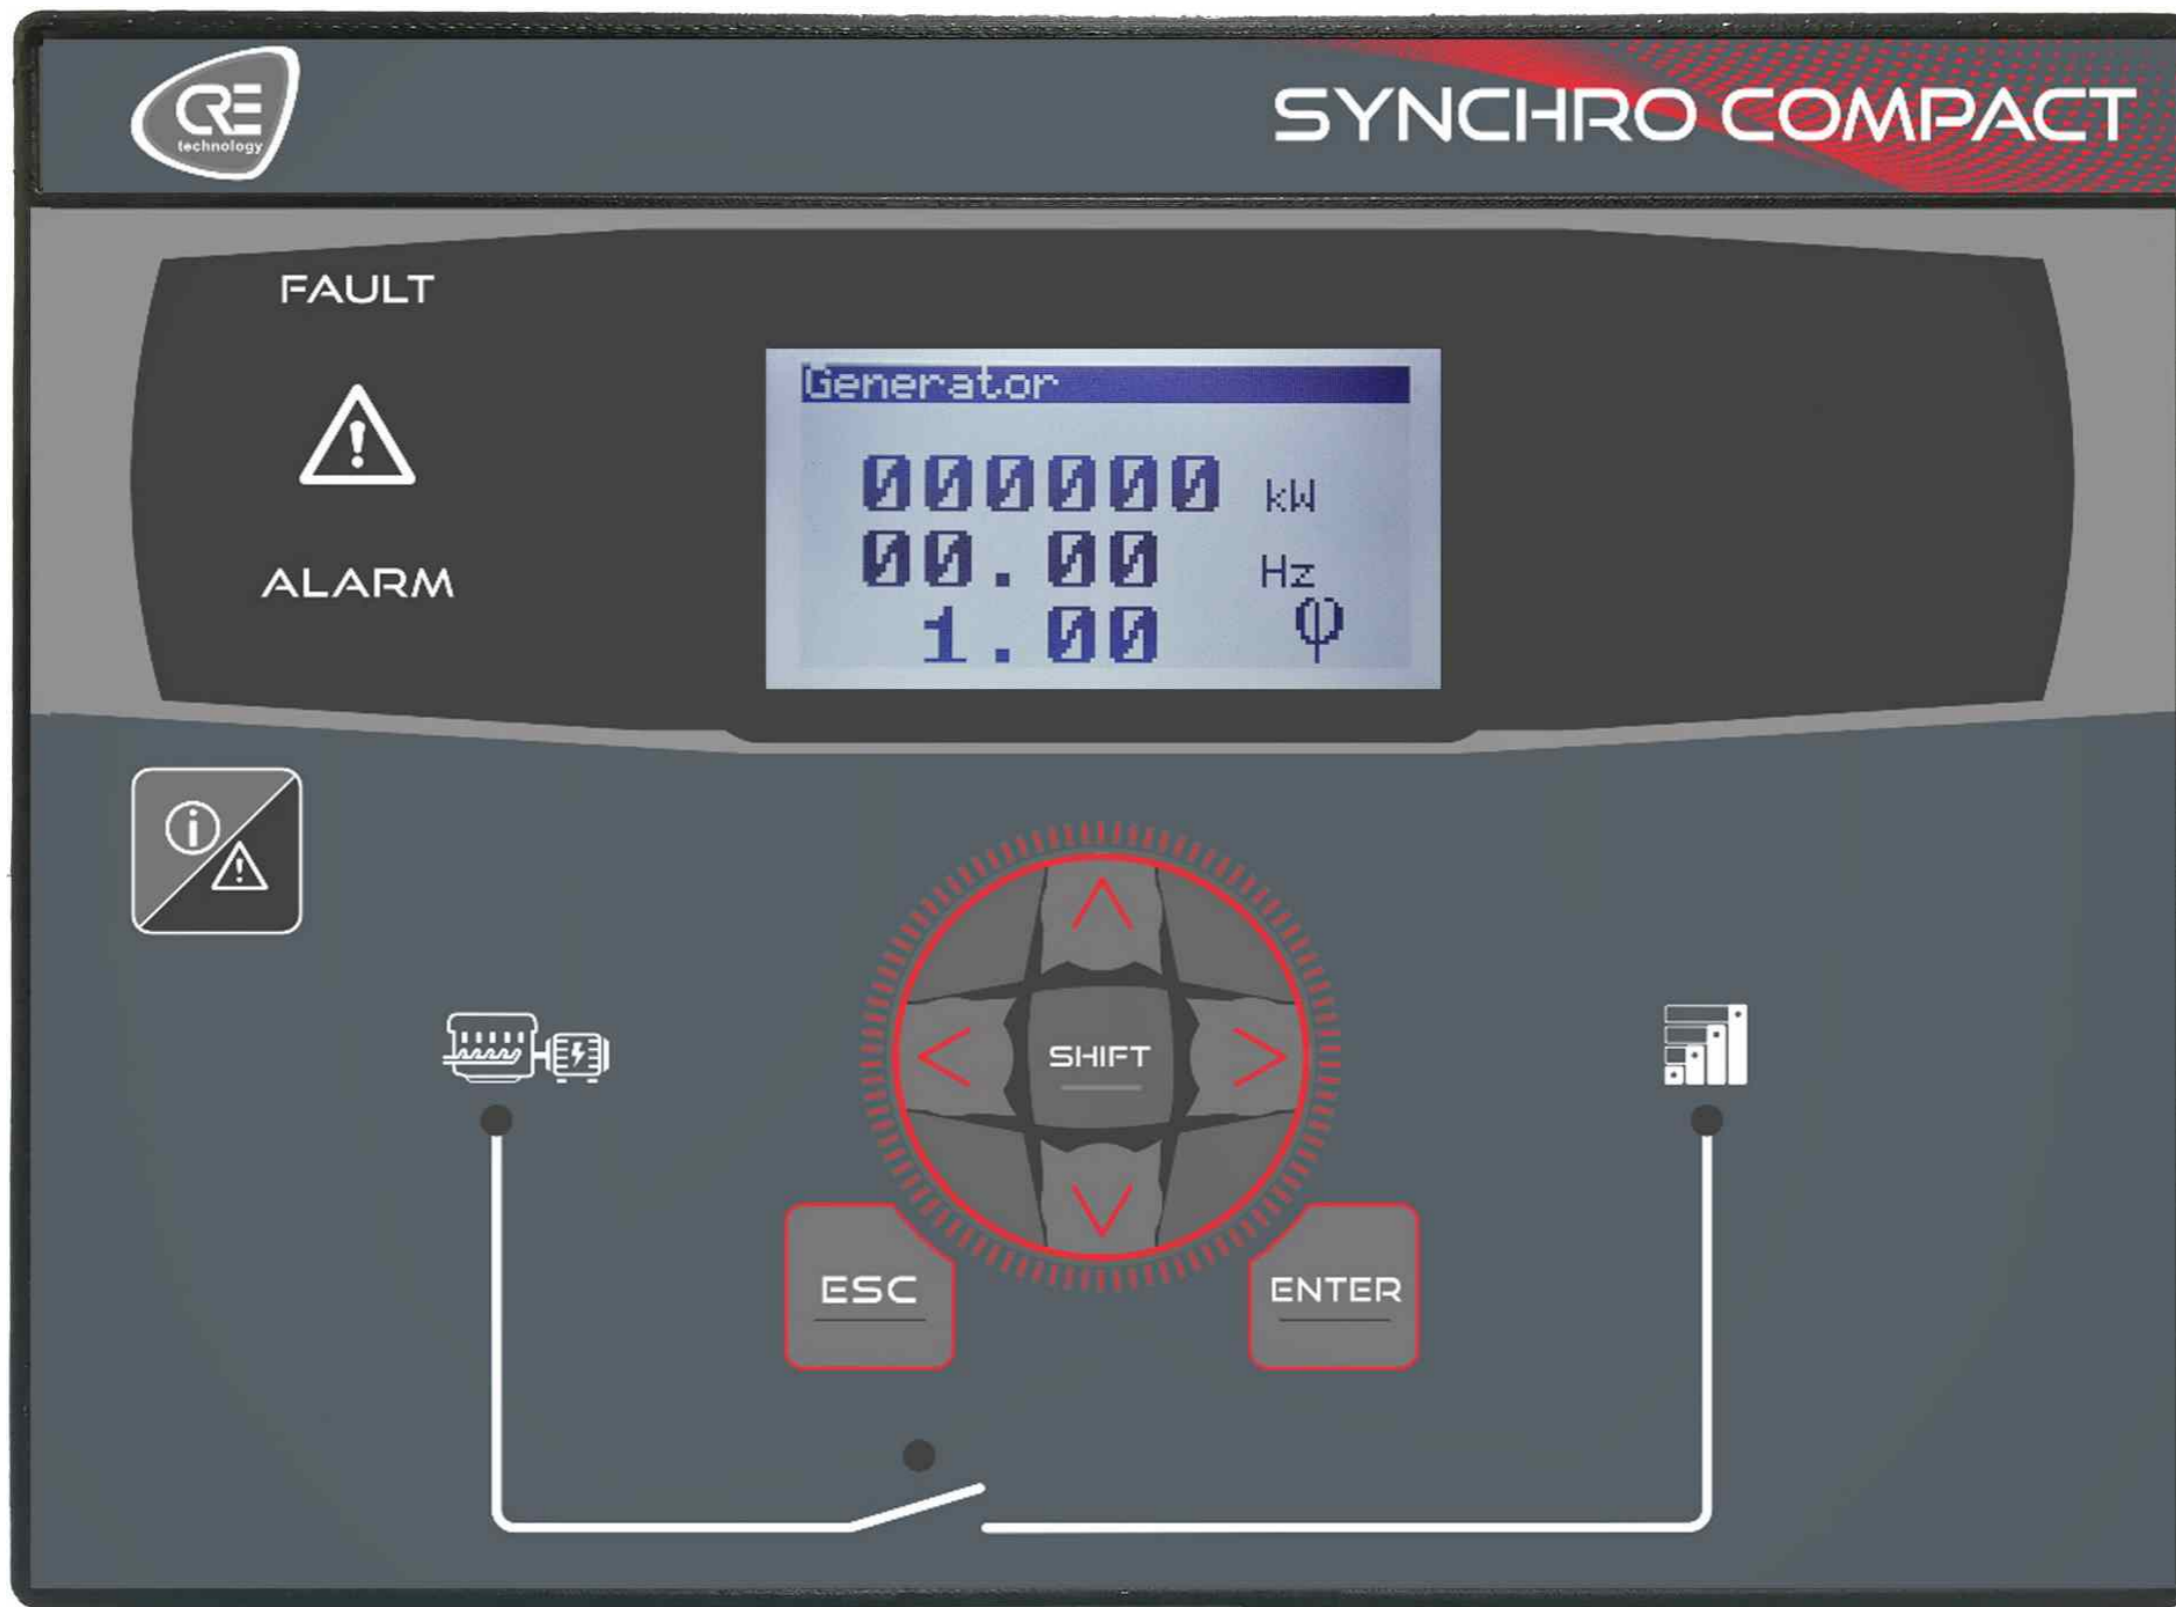 CRE
technology
SYNCHRO COMPACT
FAULT
ALARM
Generator
000000 kW
00.00 Hz
1.00 φ
SHIFT
ESC
ENTER